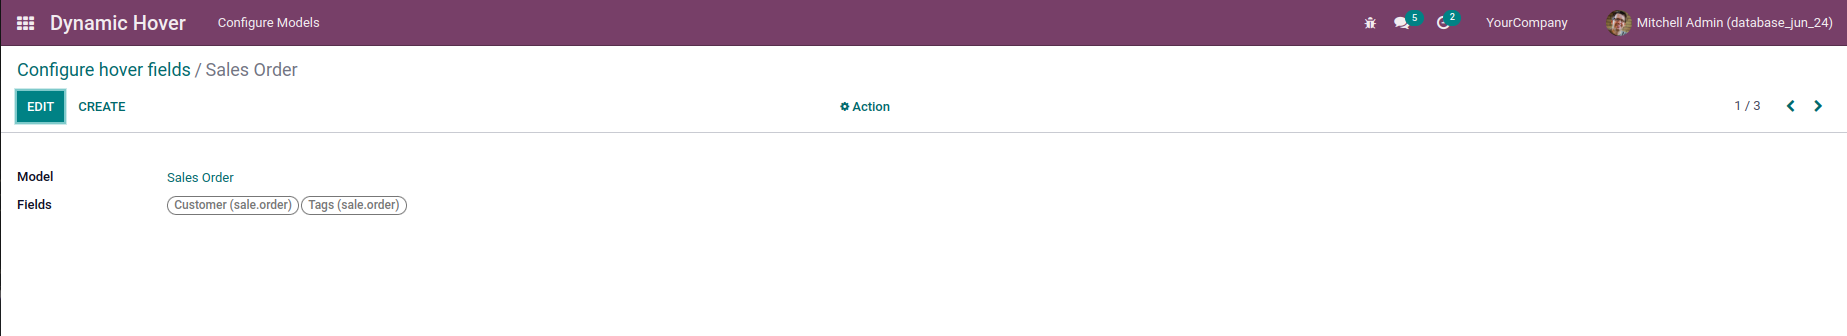 Dynamic Hover Configure Models 5 2 YourCompany Mitchell Admin (database_jun_24)
Configure hover fields / Sales Order
EDIT CREATE Action 1 / 3
Model Sales Order
Fields Customer (sale.order) Tags (sale.order)